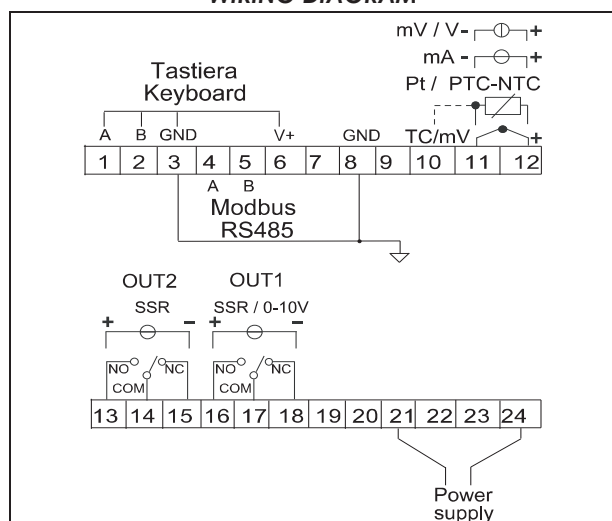 WIRING DIAGRAM
mV / V- +
mA - +
Tastiera
Keyboard
Pt / PTC-NTC
A B GND V+ GND TC/mV +
1 2 3 4 5 6 7 8 9 10 11 12
A B
Modbus
RS485
OUT2 OUT1
SSR SSR / 0-10V
+ - + -
NO NC NO NC
COM COM
13 14 15 16 17 18 19 20 21 22 23 24
Power
supply